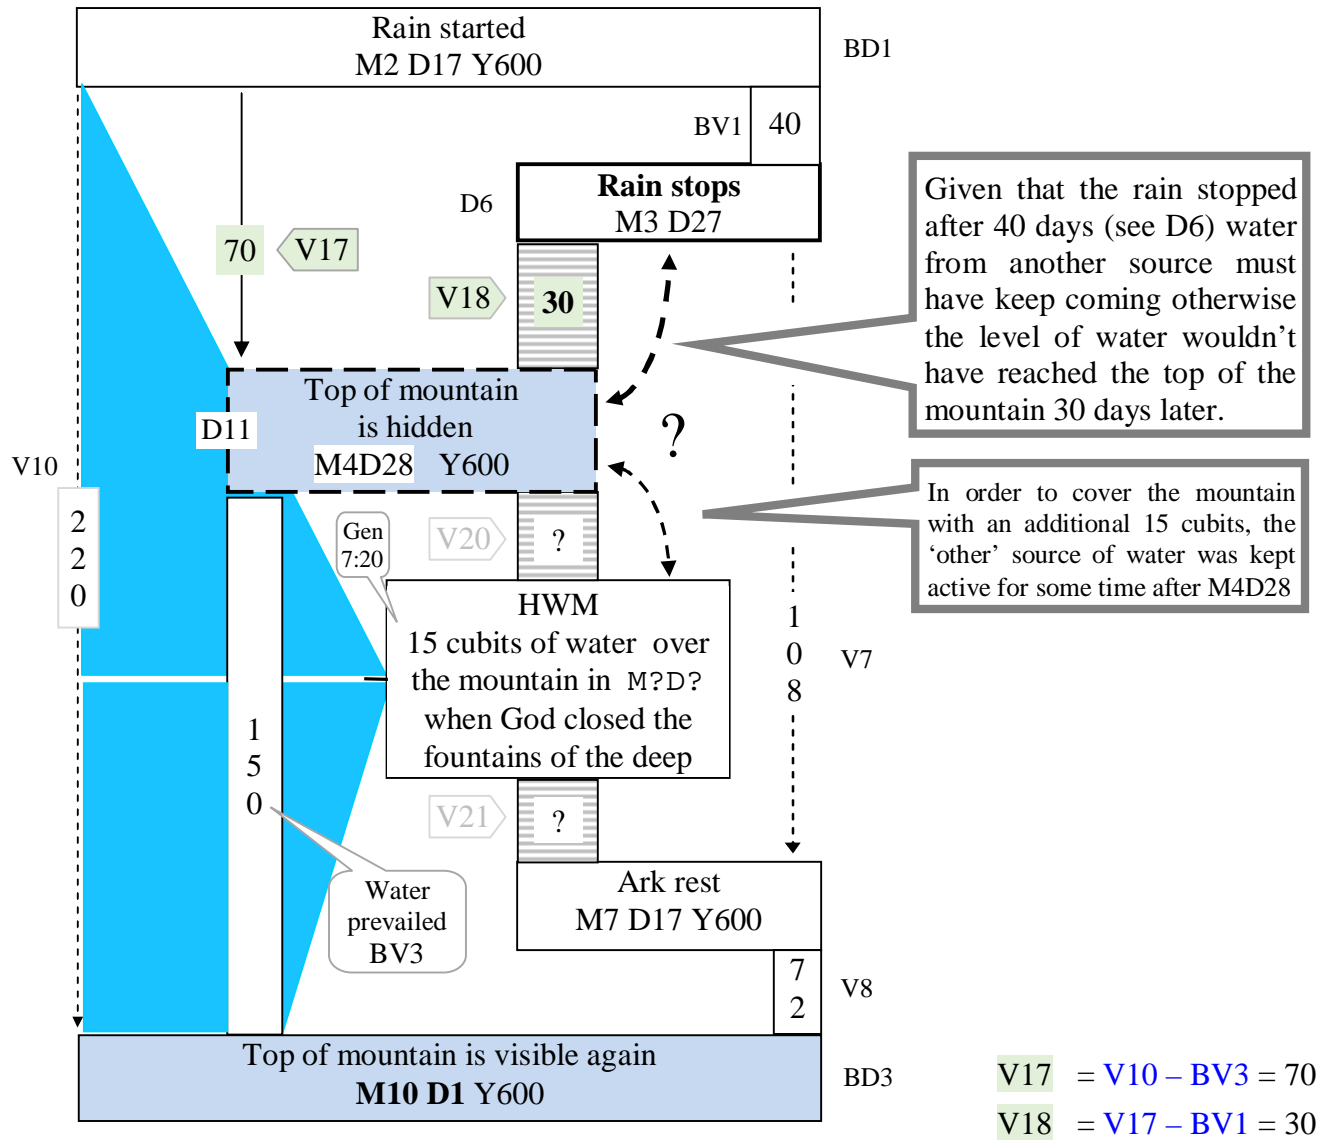 Rain started
M2 D17 Y600
BD1
BV1
40
D6
Rain stops
M3 D27
70
V17
V18
30
Given that the rain stopped
after 40 days (see D6) water
from another source must
have keep coming otherwise
the level of water wouldn't
have reached the top of the
mountain 30 days later.
Top of mountain
is hidden
M4D28 Y600
D11
?
V10
2
2
0
In order to cover the mountain
with an additional 15 cubits, the
‘other’ source of water was kept
active for some time after M4D28
Gen
7:20
V20
?
HWM
15 cubits of water over
the mountain in M?D?
when God closed the
fountains of the deep
1
0
8
V7
1
5
0
V21
?
Water
prevailed
BV3
Ark rest
M7 D17 Y600
7
2
V8
Top of mountain is visible again
M10 D1 Y600
BD3
V17 = V10 – BV3 = 70
V18 = V17 – BV1 = 30